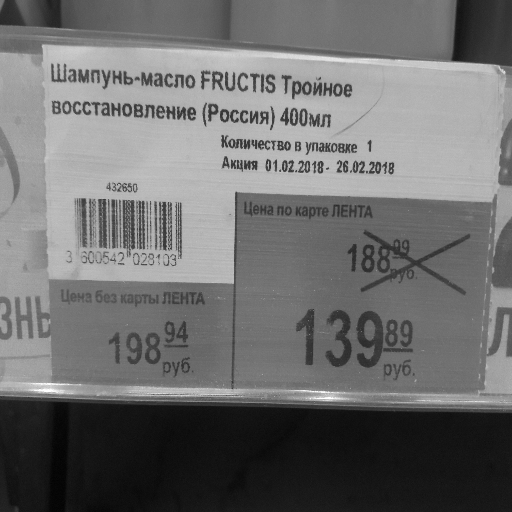 Шампунь-масло FRUCTIS Тройное
восстановление (Россия) 400мл
Количество в упаковке 1
Акция 01.02.2018- 26.02.2018
432650
3 600542 028103
Цена по карте ЛЕНТА
188 99 руб.
Цена без карты ЛЕНТА
198 94 руб.
139 89 руб.